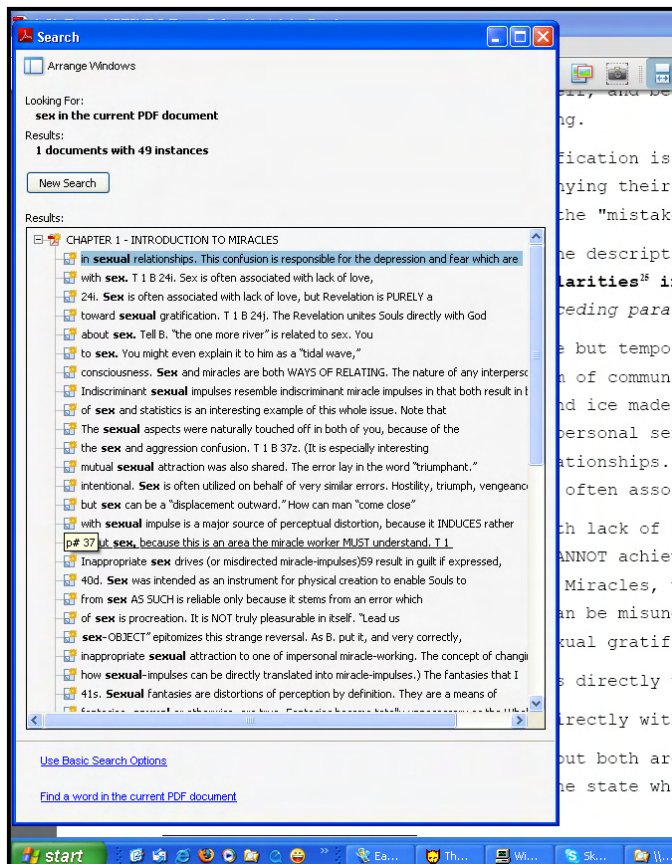 Search
Arrange Windows
Looking For:
sex in the current PDF document
Results:
1 documents with 49 instances
New Search
Results:
CHAPTER 1 - INTRODUCTION TO MIRACLES
in sexual relationships. This confusion is responsible for the depression and fear which are
with sex. T 1 B 24i. Sex is often associated with lack of love,
24i. Sex is often associated with lack of love, but Revelation is PURELY a
toward sexual gratification. T 1 B 24j. The Revelation unites Souls directly with God
about sex. Tell B. "the one more river" is related to sex. You
to sex. You might even explain it to him as a "tidal wave,"
consciousness. Sex and miracles are both WAYS OF RELATING. The nature of any interperso
Indiscriminant sexual impulses resemble indiscriminant miracle impulses in that both result in b
of sex and statistics is an interesting example of this whole issue. Note that
The sexual aspects were naturally touched off in both of you, because of the
the sex and aggression confusion. T 1 B 37z. (It is especially interesting
mutual sexual attraction was also shared. The error lay in the word "triumphant."
intentional. Sex is often utilized on behalf of very similar errors. Hostility, triumph, vengeanc
but sex can be a "displacement outward." How can man "come close"
with sexual impulse is a major source of perceptual distortion, because it INDUCES rather
p# 37 ut sex, because this is an area the miracle worker MUST understand. T 1
Inappropriate sex drives (or misdirected miracle-impulses)59 result in guilt if expressed,
40d. Sex was intended as an instrument for physical creation to enable Souls to
from sex AS SUCH is reliable only because it stems from an error which
of sex is procreation. It is NOT truly pleasurable in itself. "Lead us
sex-OBJECT" epitomizes this strange reversal. As B. put it, and very correctly,
inappropriate sexual attraction to one of impersonal miracle-working. The concept of changi
how sexual-impulses can be directly translated into miracle-impulses.) The fantasies that I
41s. Sexual fantasies are distortions of perception by definition. They are a means of
Use Basic Search Options
Find a word in the current PDF document
ng.
fication is
nying their
the "mistak
ne descript
larities²⁵ i
ceding para
e but tempo
m of commun
nd ice made
personal se
ationships.
often asso
th lack of
ANNOT achie
Miracles,
an be misun
xual gratif
s directly
irectly wit
out both ar
ne state wh
start
Ea...
Th...
Wi...
Sk...
\\...